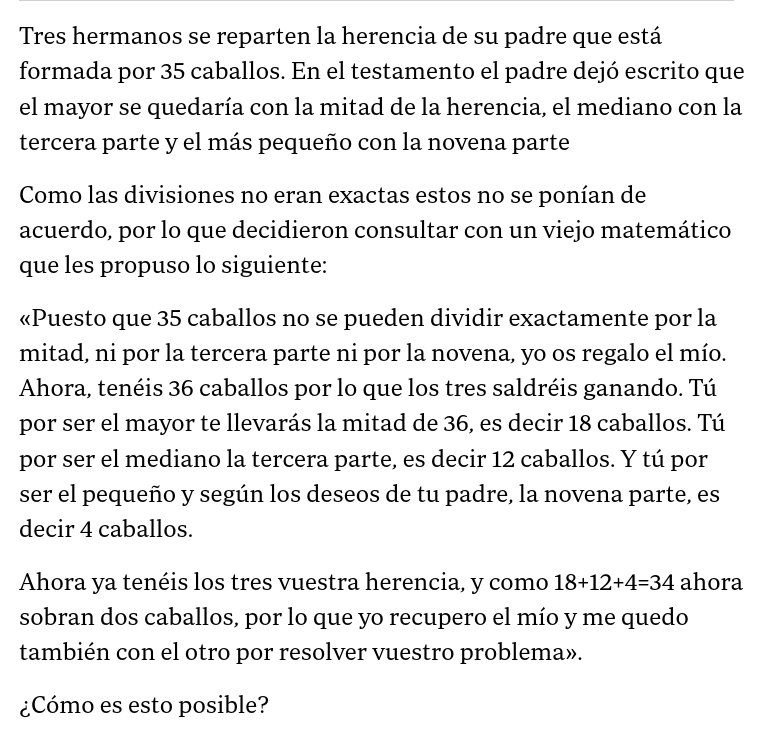 Tres hermanos se reparten la herencia de su padre que está
formada por 35 caballos. En el testamento el padre dejó escrito que
el mayor se quedaría con la mitad de la herencia, el mediano con la
tercera parte y el más pequeño con la novena parte
Como las divisiones no eran exactas estos no se ponían de
acuerdo, por lo que decidieron consultar con un viejo matemático
que les propuso lo siguiente:
«Puesto que 35 caballos no se pueden dividir exactamente por la
mitad, ni por la tercera parte ni por la novena, yo os regalo el mío.
Ahora, tenéis 36 caballos por lo que los tres saldréis ganando. Tú
por ser el mayor te llevarás la mitad de 36, es decir 18 caballos. Tú
por ser el mediano la tercera parte, es decir 12 caballos. Y tú por
ser el pequeño y según los deseos de tu padre, la novena parte, es
decir 4 caballos.
Ahora ya tenéis los tres vuestra herencia, y como 18+12+4=34 ahora
sobran dos caballos, por lo que yo recupero el mío y me quedo
también con el otro por resolver vuestro problema».
¿Cómo es esto posible?